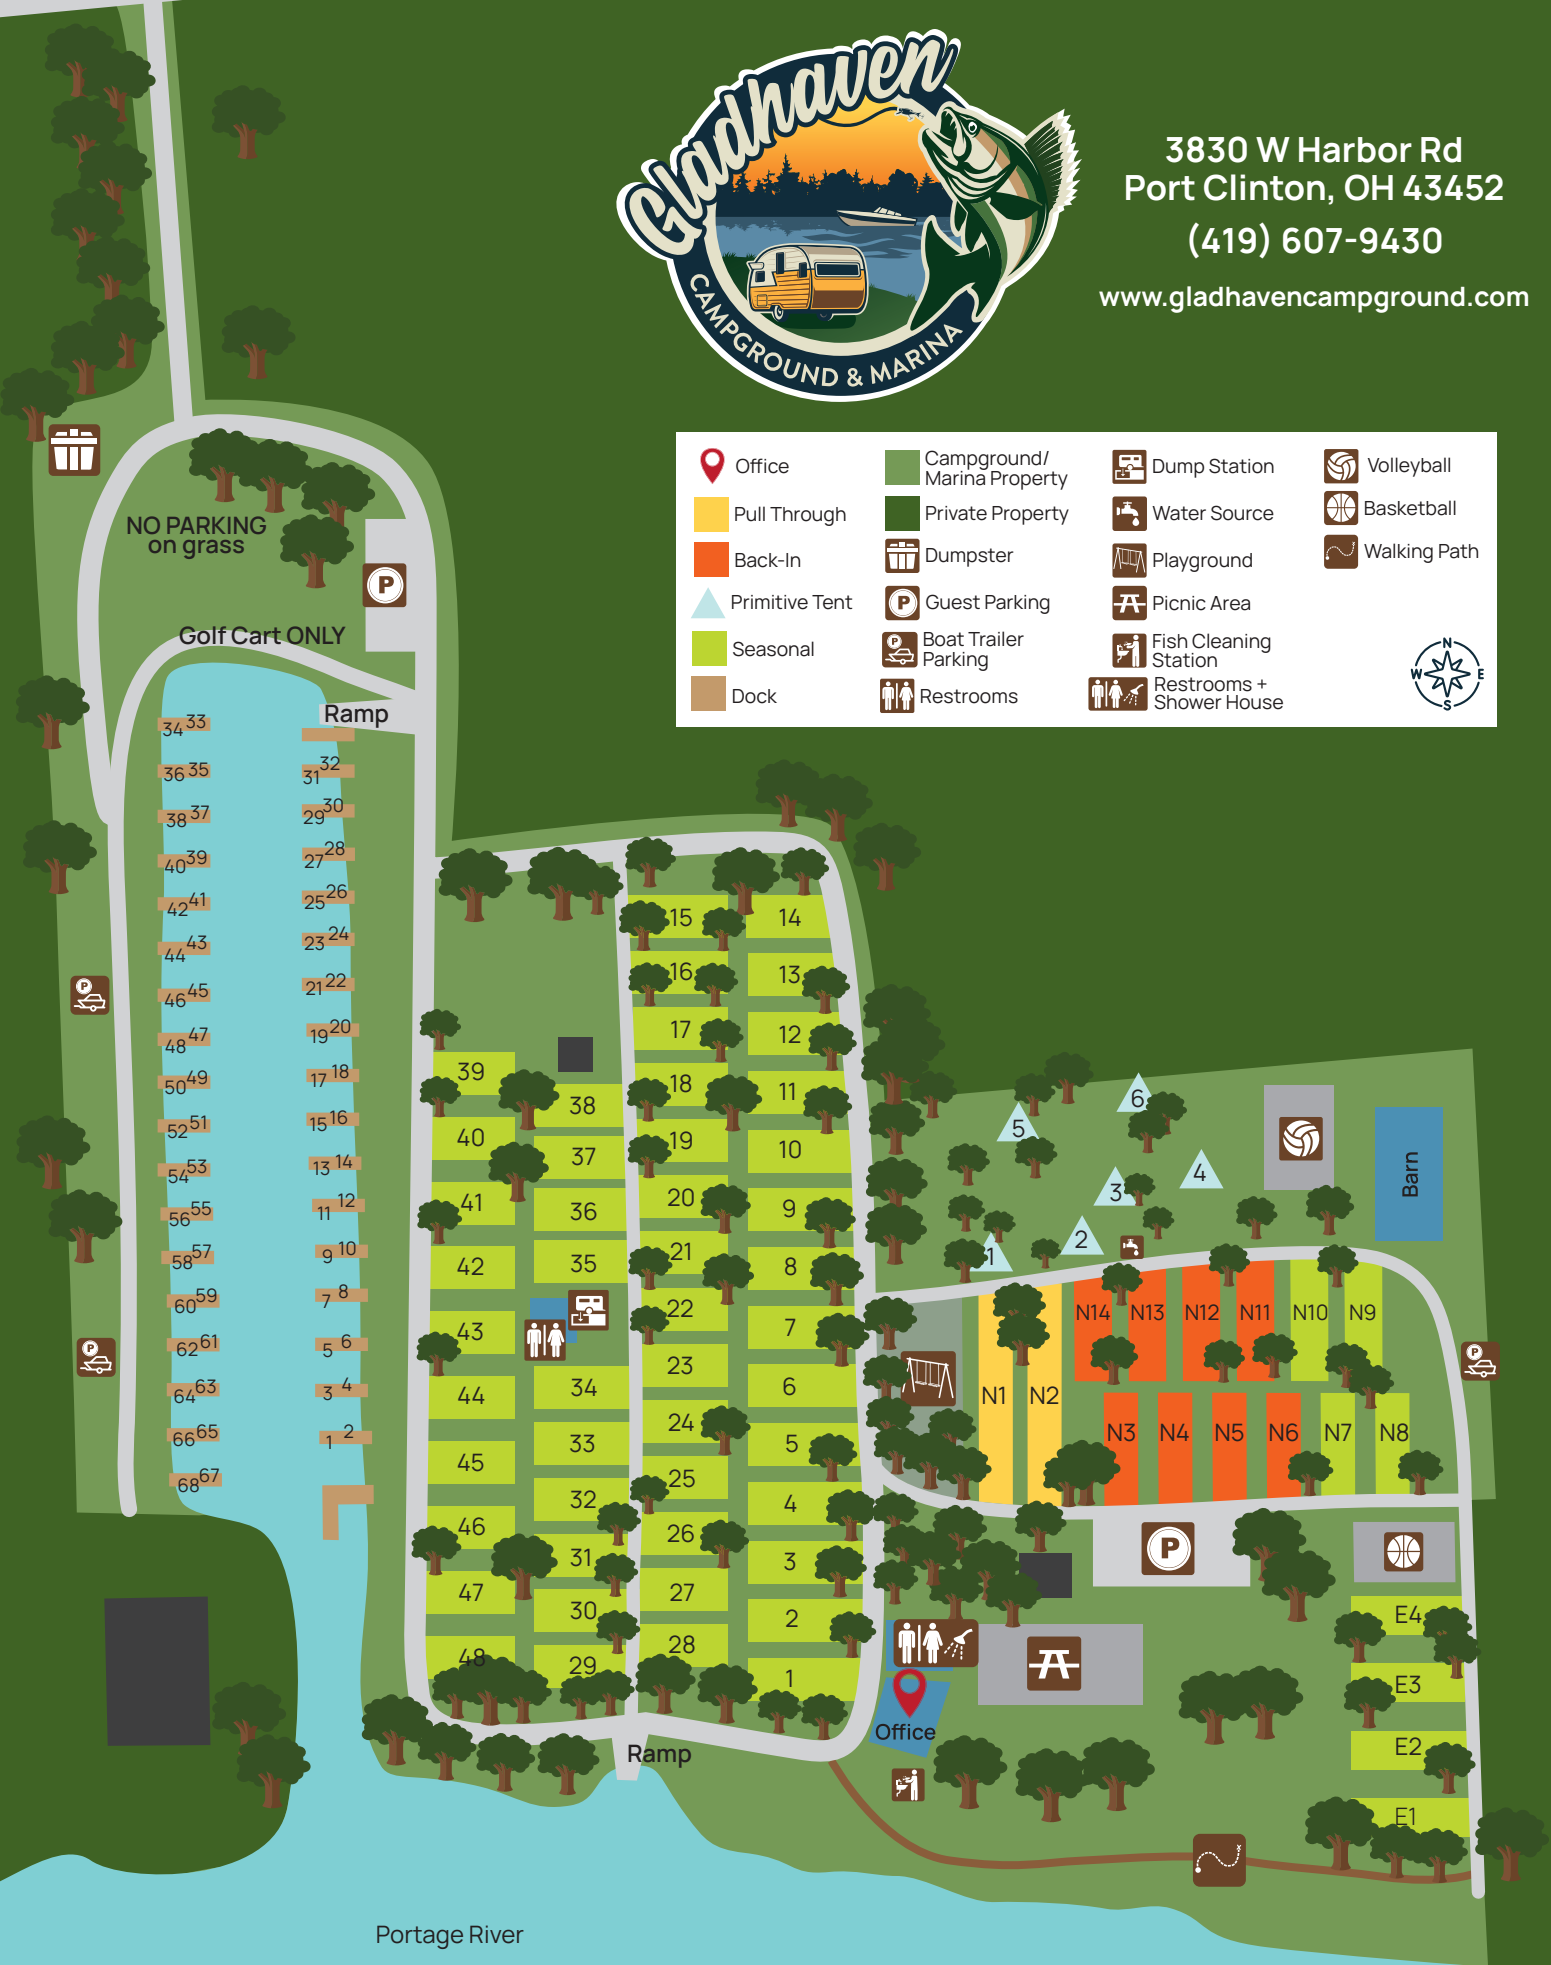 Gladhaven
CAMPGROUND & MARINA
3830 W Harbor Rd
Port Clinton, OH 43452
(419) 607-9430
www.gladhavencampground.com
Office
Pull Through
Back-In
Primitive Tent
Seasonal
Dock
Campground/
Marina Property
Private Property
Dumpster
P
Guest Parking
P
Boat Trailer
Parking
Restrooms
Dump Station
Water Source
Playground
Picnic Area
Fish Cleaning
Station
Restrooms +
Shower House
Volleyball
Basketball
Walking Path
N
W
E
S
NO PARKING
on grass
P
Golf Cart ONLY
Ramp
34 33
36 35
38 37
40 39
42 41
44 43
46 45
48 47
50 49
52 51
54 53
56 55
58 57
60 59
62 61
64 63
66 65
68 67
31 32
29 30
27 28
25 26
23 24
21 22
19 20
17 18
15 16
13 14
11 12
9 10
7 8
5 6
3 4
1 2
P
P
39
40
41
42
43
44
45
46
47
48
38
37
36
35
34
33
32
31
30
29
15
16
17
18
19
20
21
22
23
24
25
26
27
28
14
13
12
11
10
9
8
7
6
5
4
3
2
1
6
5
4
3
2
1
Barn
N14 N13 N12 N11 N10 N9
N1 N2
N3 N4 N5 N6 N7 N8
P
P
E4
E3
E2
E1
Office
Ramp
Portage River